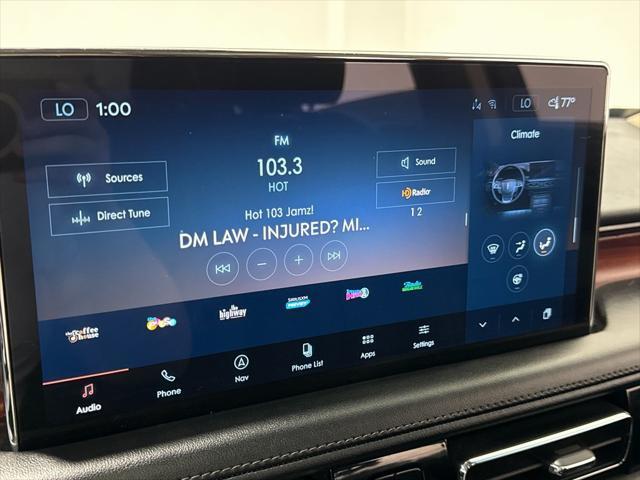 LO 1:00
LO 77°
FM
103.3
HOT
Sources
Direct Tune
Sound
HD Radio
1 2
Hot 103 Jamz!
DM LAW - INJURED? MI...
Climate
the coffee house
the highway
SIRIUSXM
Audio
Phone
Nav
Phone List
Apps
Settings